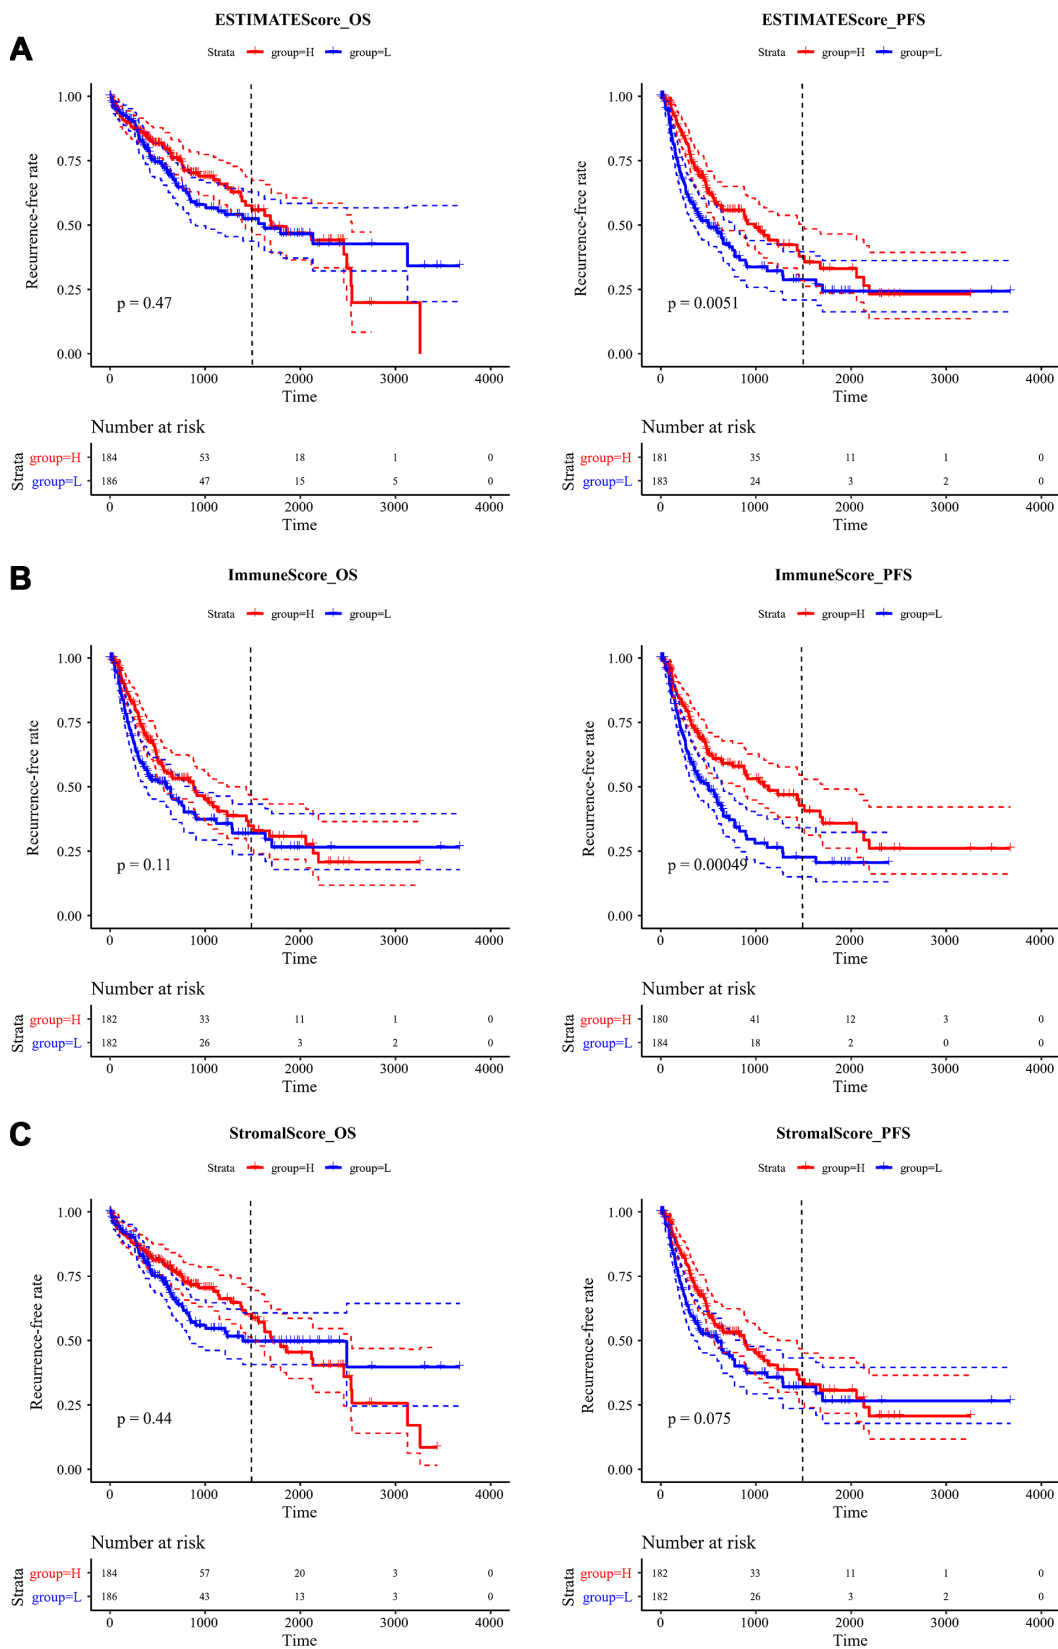 A
ESTIMATEScore_OS
Strata group=H group=L
Recurrence-free rate
1.00
0.75
0.50
0.25
0.00
p = 0.47
0 1000 2000 3000 4000
Time
Number at risk
Strata
group=H 184 53 18 1 0
group=L 186 47 15 5 0
0 1000 2000 3000 4000
Time
ESTIMATEScore_PFS
Strata group=H group=L
Recurrence-free rate
1.00
0.75
0.50
0.25
0.00
p = 0.0051
0 1000 2000 3000 4000
Time
Number at risk
Strata
group=H 181 35 11 1 0
group=L 183 24 3 2 0
0 1000 2000 3000 4000
Time
B
ImmuneScore_OS
Strata group=H group=L
Recurrence-free rate
1.00
0.75
0.50
0.25
0.00
p = 0.11
0 1000 2000 3000 4000
Time
Number at risk
Strata
group=H 182 33 11 1 0
group=L 182 26 3 2 0
0 1000 2000 3000 4000
Time
ImmuneScore_PFS
Strata group=H group=L
Recurrence-free rate
1.00
0.75
0.50
0.25
0.00
p = 0.00049
0 1000 2000 3000 4000
Time
Number at risk
Strata
group=H 180 41 12 3 0
group=L 184 18 2 0 0
0 1000 2000 3000 4000
Time
C
StromalScore_OS
Strata group=H group=L
Recurrence-free rate
1.00
0.75
0.50
0.25
0.00
p = 0.44
0 1000 2000 3000 4000
Time
Number at risk
Strata
group=H 184 57 20 3 0
group=L 186 43 13 3 0
0 1000 2000 3000 4000
Time
StromalScore_PFS
Strata group=H group=L
Recurrence-free rate
1.00
0.75
0.50
0.25
0.00
p = 0.075
0 1000 2000 3000 4000
Time
Number at risk
Strata
group=H 182 33 11 1 0
group=L 182 26 3 2 0
0 1000 2000 3000 4000
Time